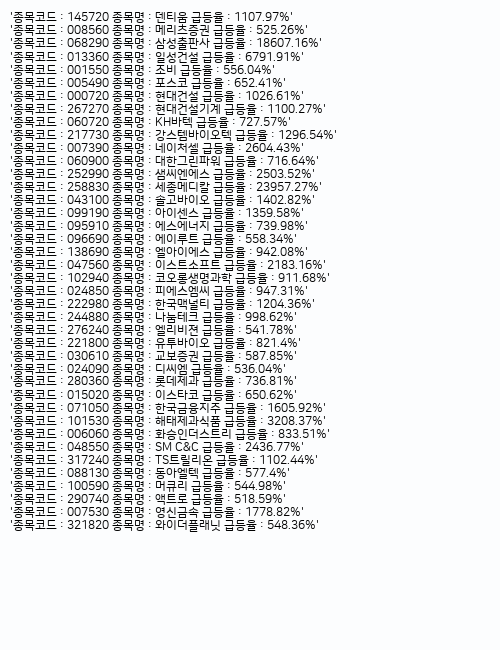 '종목코드 : 145720 종목명 : 덴티움 급등율 : 1107.97%'
'종목코드 : 008560 종목명 : 메리츠증권 급등율 : 525.26%'
'종목코드 : 068290 종목명 : 삼성출판사 급등율 : 18607.16%'
'종목코드 : 013360 종목명 : 일성건설 급등율 : 6791.91%'
'종목코드 : 001550 종목명 : 조비 급등율 : 556.04%'
'종목코드 : 005490 종목명 : 포스코 급등율 : 652.41%'
'종목코드 : 000720 종목명 : 현대건설 급등율 : 1026.61%'
'종목코드 : 267270 종목명 : 현대건설기계 급등율 : 1100.27%'
'종목코드 : 060720 종목명 : KH바텍 급등율 : 727.57%'
'종목코드 : 217730 종목명 : 강스템바이오텍 급등율 : 1296.54%'
'종목코드 : 007390 종목명 : 네이처셀 급등율 : 2604.43%'
'종목코드 : 060900 종목명 : 대한그린파워 급등율 : 716.64%'
'종목코드 : 252990 종목명 : 샘씨엔에스 급등율 : 2503.52%'
'종목코드 : 258830 종목명 : 세종메디칼 급등율 : 23957.27%'
'종목코드 : 043100 종목명 : 솔고바이오 급등율 : 1402.82%'
'종목코드 : 099190 종목명 : 아이센스 급등율 : 1359.58%'
'종목코드 : 095910 종목명 : 에스에너지 급등율 : 739.98%'
'종목코드 : 096690 종목명 : 에이루트 급등율 : 558.34%'
'종목코드 : 138690 종목명 : 엘아이에스 급등율 : 942.08%'
'종목코드 : 047560 종목명 : 이스트소프트 급등율 : 2183.16%'
'종목코드 : 102940 종목명 : 코오롱생명과학 급등율 : 911.68%'
'종목코드 : 024850 종목명 : 피에스엠씨 급등율 : 947.31%'
'종목코드 : 222980 종목명 : 한국맥널티 급등율 : 1204.36%'
'종목코드 : 244880 종목명 : 나눔테크 급등율 : 998.62%'
'종목코드 : 276240 종목명 : 엘리비젼 급등율 : 541.78%'
'종목코드 : 221800 종목명 : 유투바이오 급등율 : 821.4%'
'종목코드 : 030610 종목명 : 교보증권 급등율 : 587.85%'
'종목코드 : 024090 종목명 : 디씨엠 급등율 : 536.04%'
'종목코드 : 280360 종목명 : 롯데제과 급등율 : 736.81%'
'종목코드 : 015020 종목명 : 이스타코 급등율 : 650.62%'
'종목코드 : 071050 종목명 : 한국금융지주 급등율 : 1605.92%'
'종목코드 : 101530 종목명 : 해태제과식품 급등율 : 3208.37%'
'종목코드 : 006060 종목명 : 화승인더스트리 급등율 : 833.51%'
'종목코드 : 048550 종목명 : SM C&C 급등율 : 2436.77%'
'종목코드 : 317240 종목명 : TS트릴리온 급등율 : 1102.44%'
'종목코드 : 088130 종목명 : 동아엘텍 급등율 : 577.4%'
'종목코드 : 100590 종목명 : 머큐리 급등율 : 544.98%'
'종목코드 : 290740 종목명 : 액트로 급등율 : 518.59%'
'종목코드 : 007530 종목명 : 영신금속 급등율 : 1778.82%'
'종목코드 : 321820 종목명 : 와이더플래닛 급등율 : 548.36%'